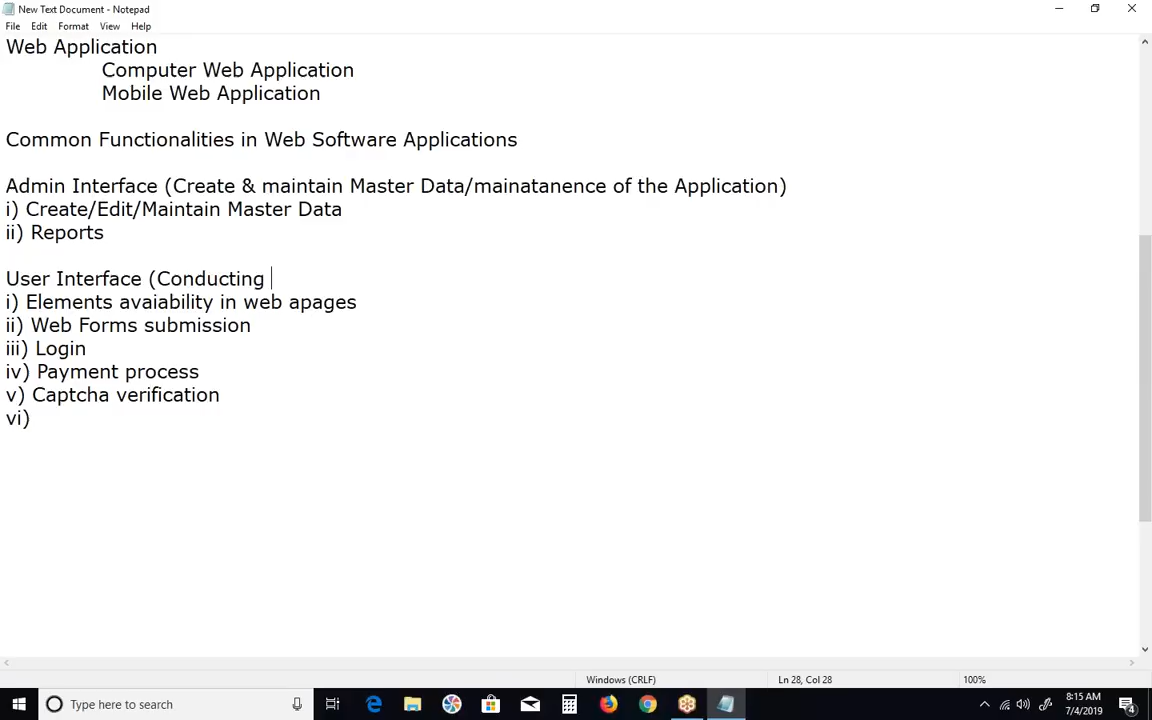 New Text Document - Notepad
File Edit Format View Help
Web Application
Computer Web Application
Mobile Web Application
Common Functionalities in Web Software Applications
Admin Interface (Create & maintain Master Data/mainatanence of the Application)
i) Create/Edit/Maintain Master Data
ii) Reports
User Interface (Conducting
i) Elements avaiability in web apages
ii) Web Forms submission
iii) Login
iv) Payment process
v) Captcha verification
vi)
Windows (CRLF) Ln 28, Col 28 100%
Type here to search
8:15 AM
7/4/2019
4